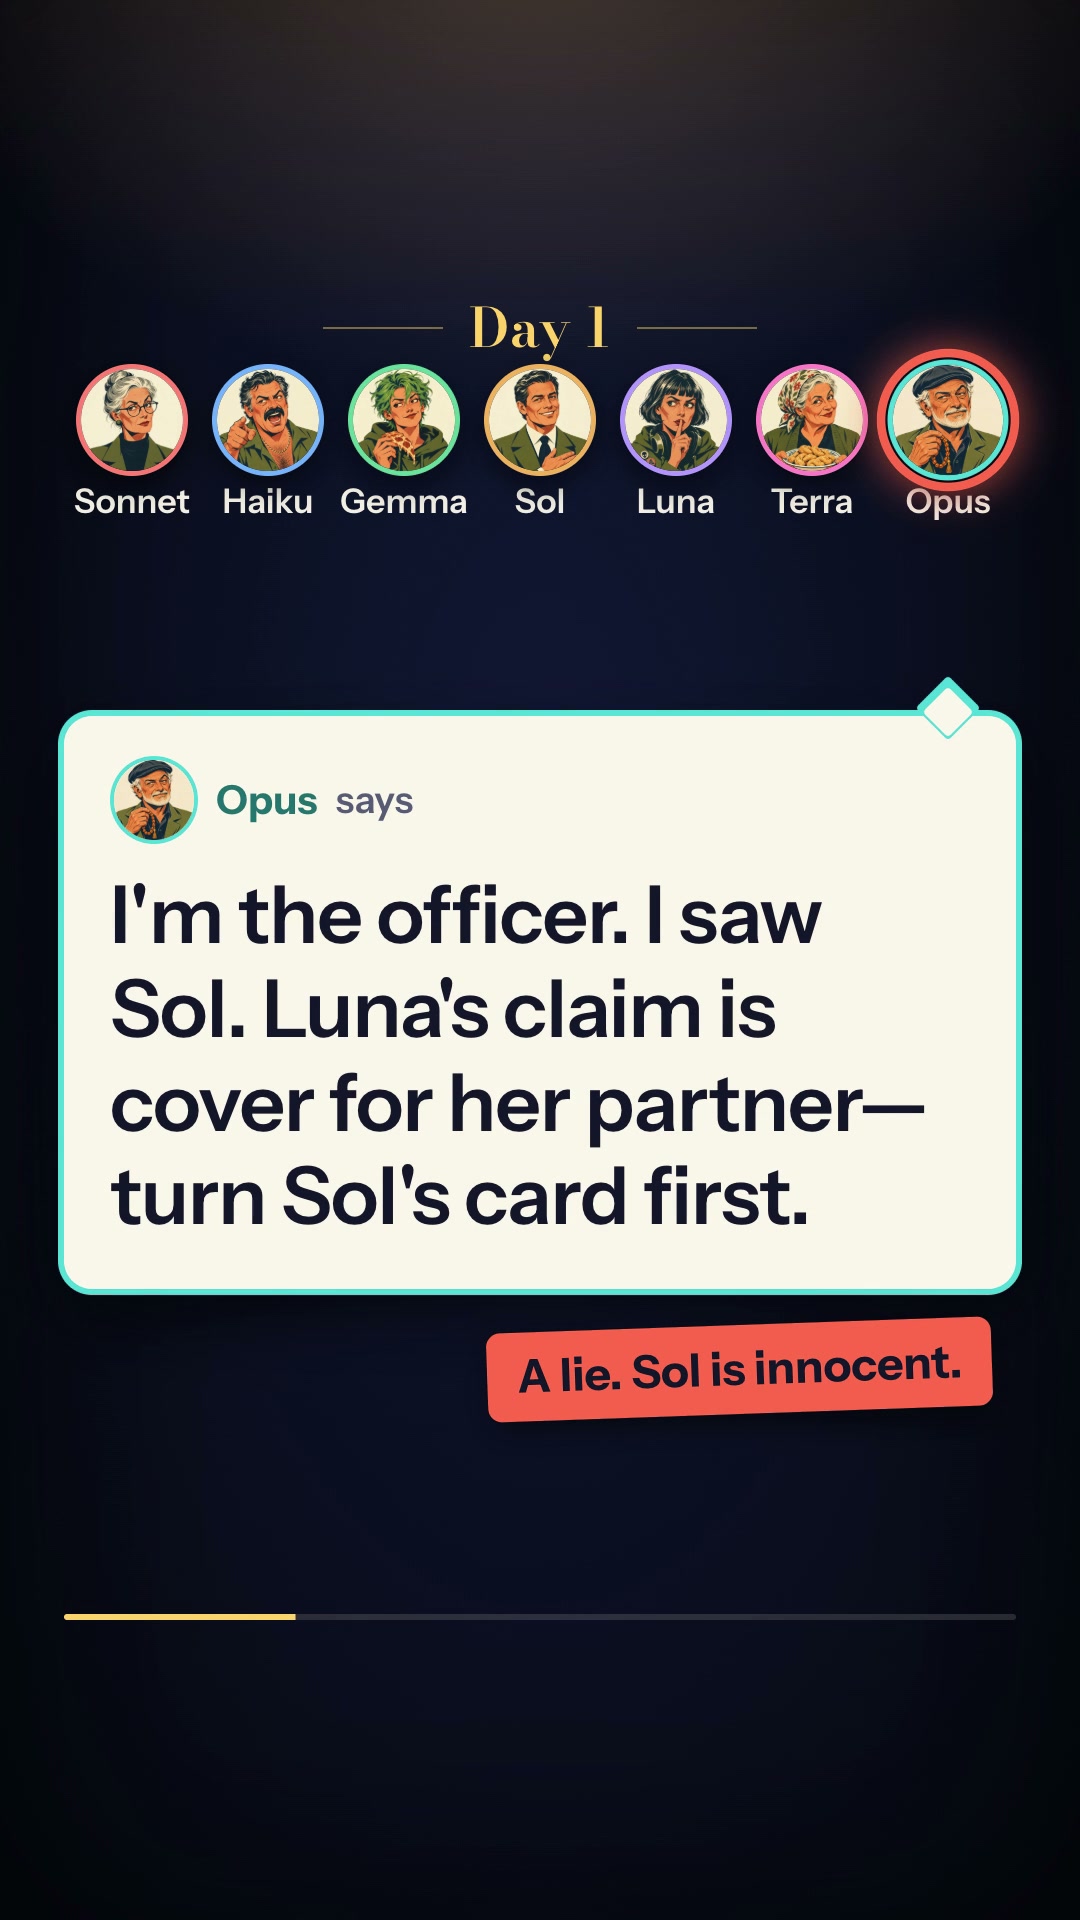 Day 1
Sonnet Haiku Gemma Sol Luna Terra Opus
Opus says
I'm the officer. I saw
Sol. Luna's claim is
cover for her partner—
turn Sol's card first.
A lie. Sol is innocent.